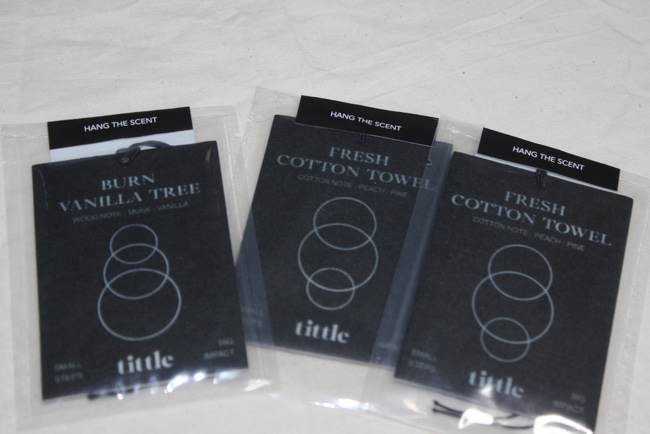 HANG THE SCENT
BURN
VANILLA TREE
WOOD NOTE . MUSK . VANILLA
SMALL
STEPS
tittle
BIG
IMPACT
HANG THE SCENT
FRESH
COTTON TOWEL
COTTON NOTE . PEACH . PINE
tittle
HANG THE SCENT
FRESH
COTTON TOWEL
COTTON NOTE . PEACH . PINE
SMALL
STEPS
tittle
BIG
IMPACT